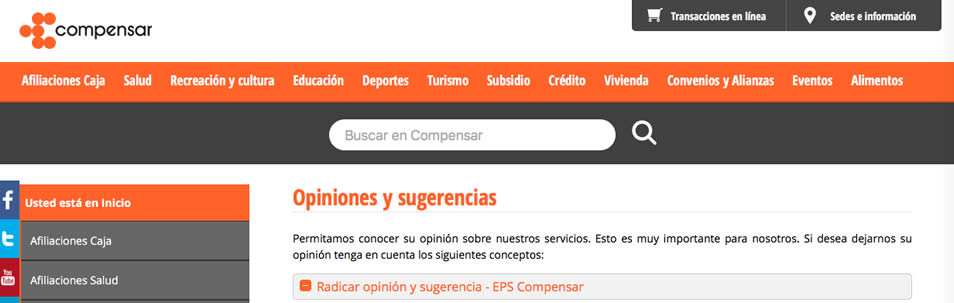 compensar
Transacciones en línea
Sedes e información
Afiliaciones Caja Salud Recreación y cultura Educación Deportes Turismo Subsidio Crédito Vivienda Convenios y Alianzas Eventos Alimentos
Buscar en Compensar
Usted está en Inicio
Afiliaciones Caja
Afiliaciones Salud
You
Tube
Opiniones y sugerencias
Permitamos conocer su opinión sobre nuestros servicios. Esto es muy importante para nosotros. Si desea dejarnos su
opinión tenga en cuenta los siguientes conceptos:
Radicar opinión y sugerencia - EPS Compensar